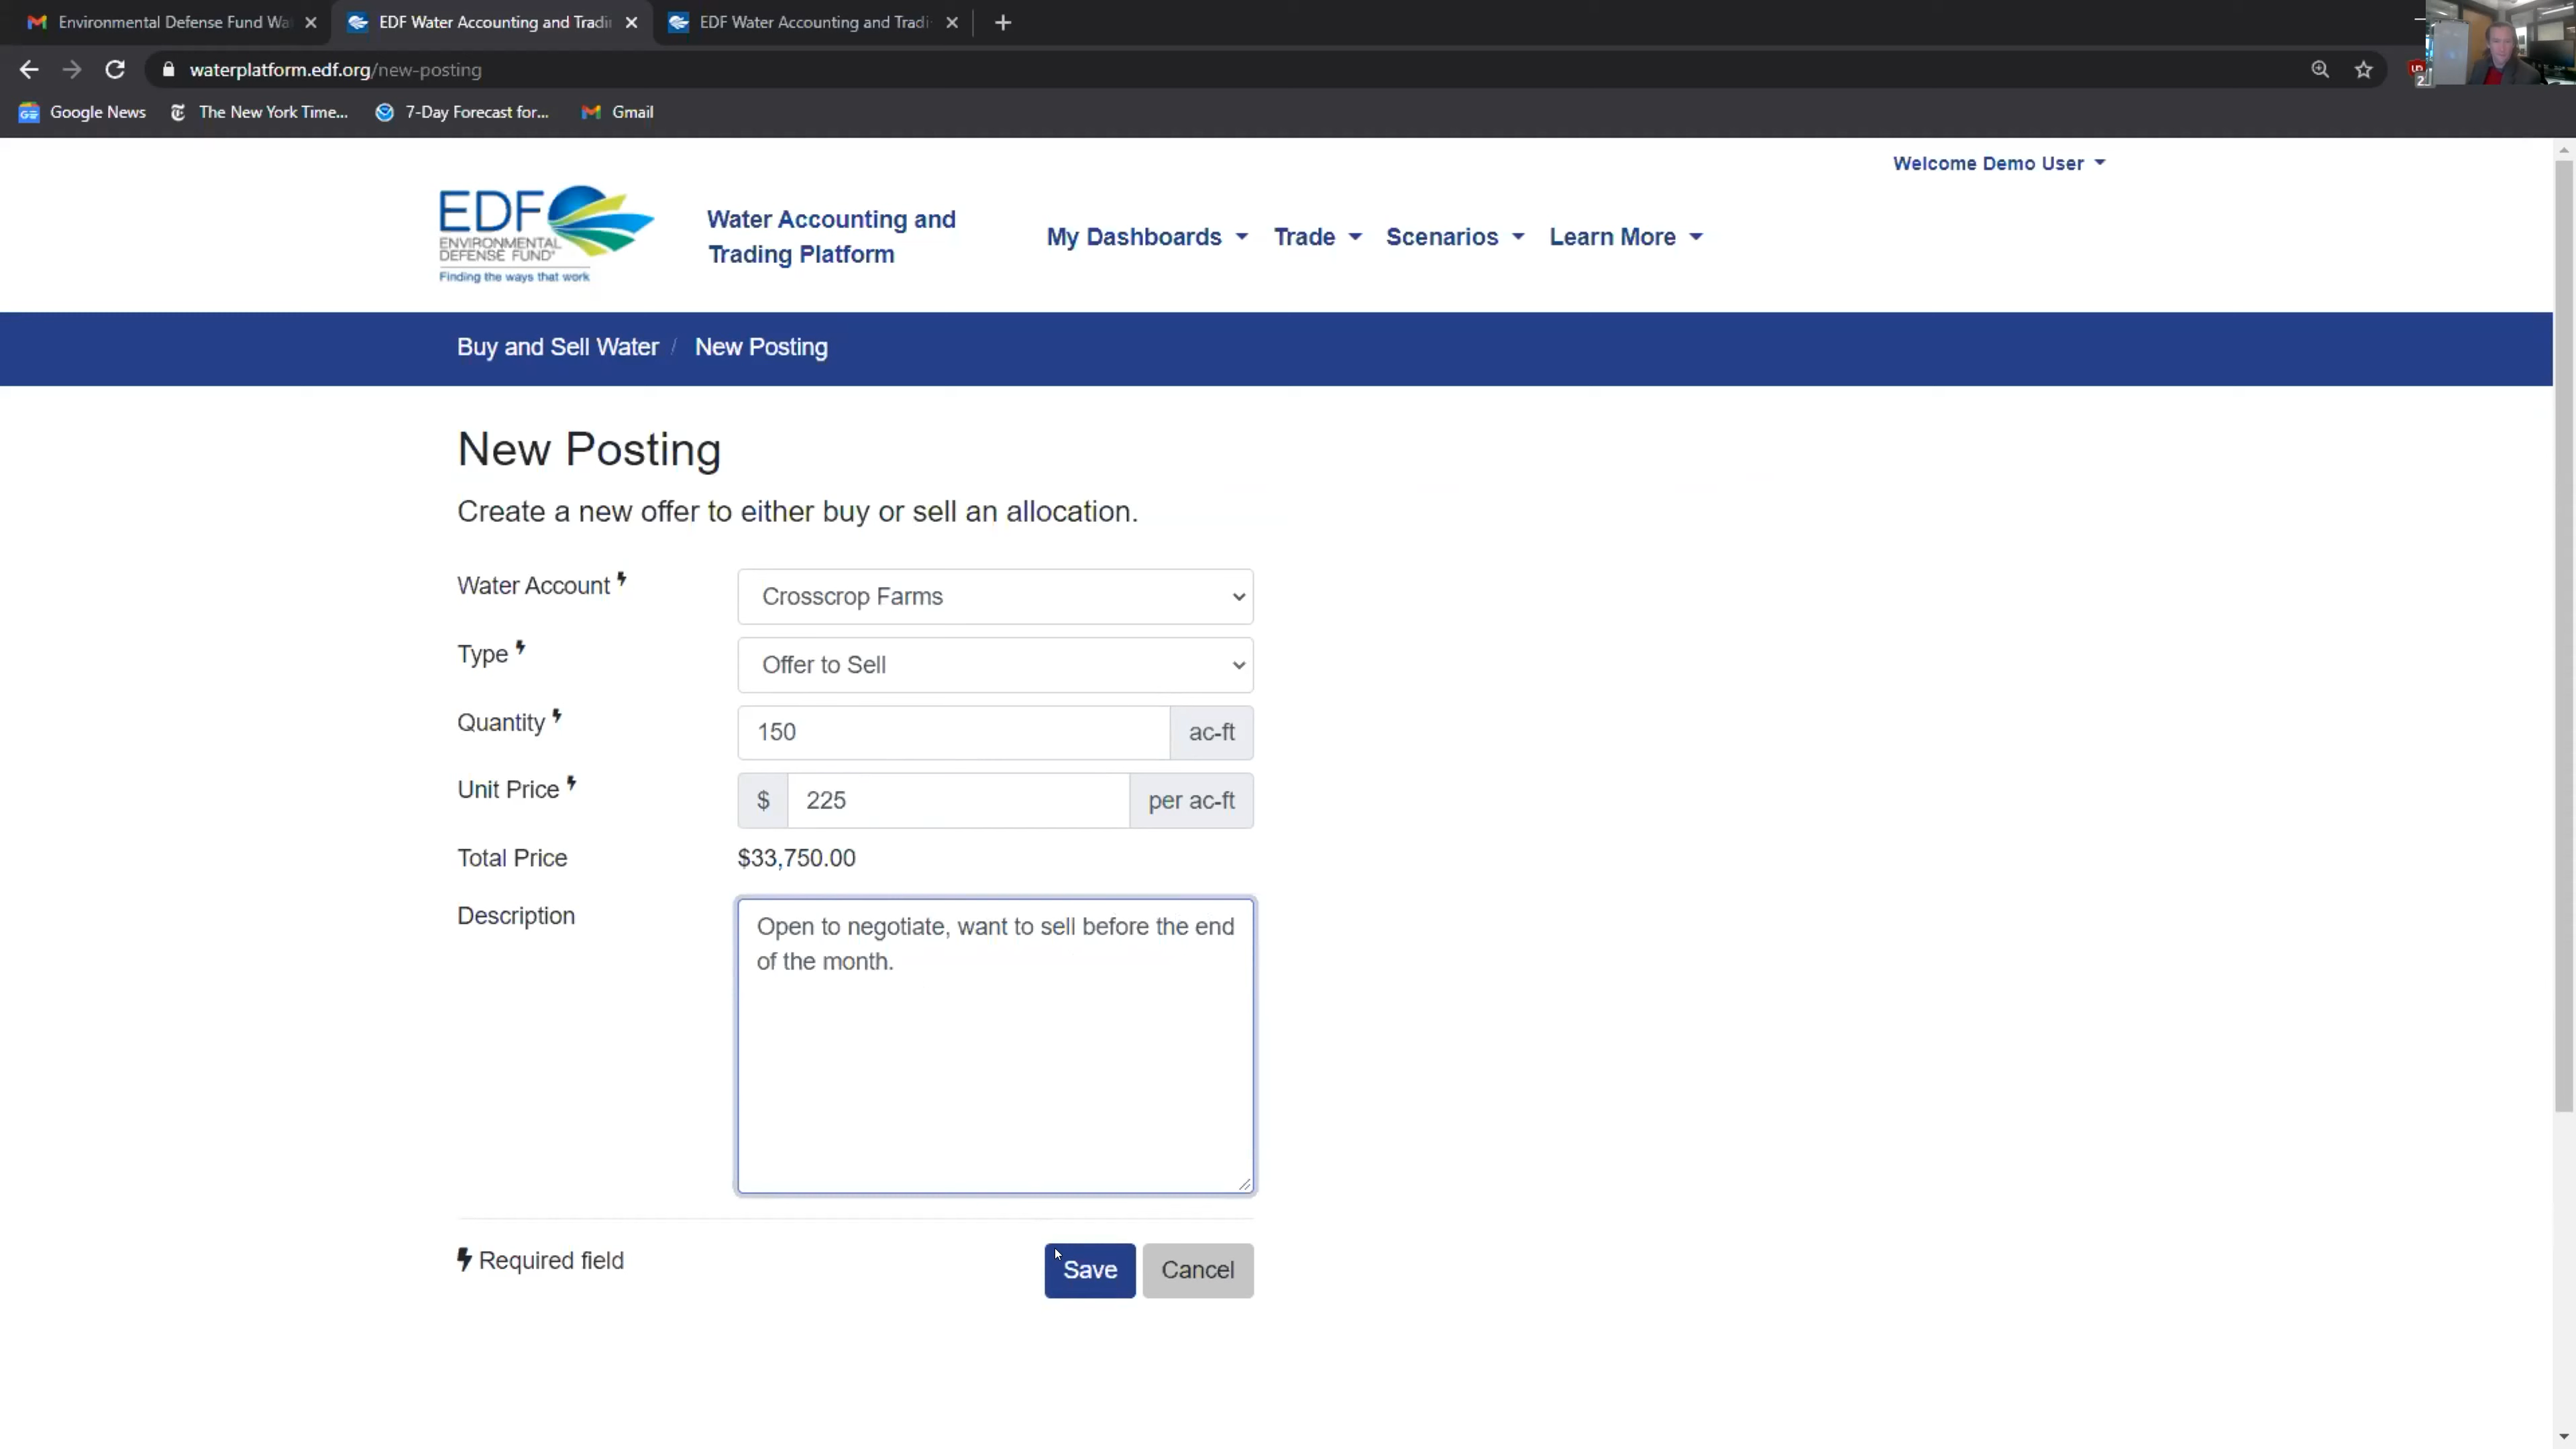 Environmental Defense Fund Wa
EDF Water Accounting and Tradi
EDF Water Accounting and Tradi
waterplatform.edf.org/new-posting
Google News
The New York Time...
7-Day Forecast for...
Gmail
Welcome Demo User
EDF
ENVIRONMENTAL
DEFENSE FUND®
Finding the ways that work
Water Accounting and
Trading Platform
My Dashboards
Trade
Scenarios
Learn More
Buy and Sell Water / New Posting
New Posting
Create a new offer to either buy or sell an allocation.
Water Account
Crosscrop Farms
Type
Offer to Sell
Quantity
150
ac-ft
Unit Price
$
225
per ac-ft
Total Price
$33,750.00
Description
Open to negotiate, want to sell before the end
of the month.
Required field
Save
Cancel